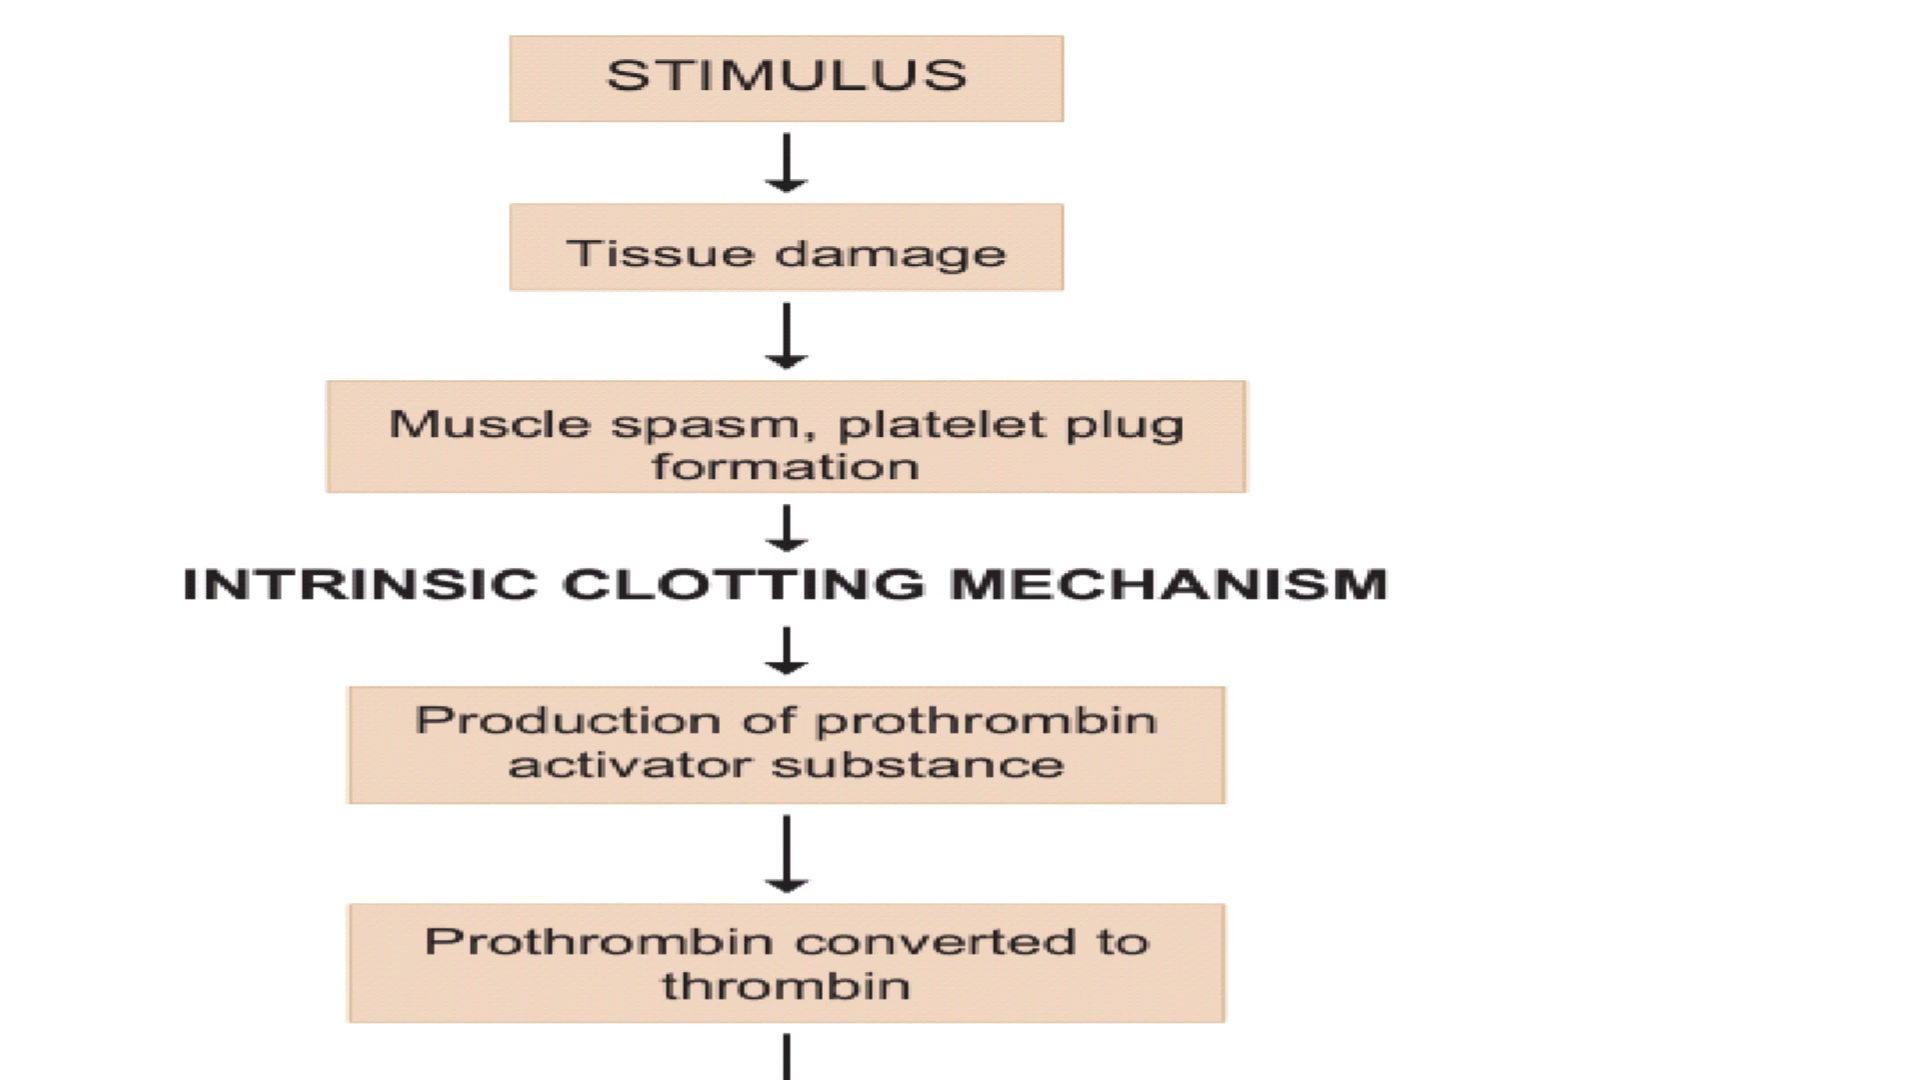 STIMULUS
Tissue damage
Muscle spasm, platelet plug
formation
INTRINSIC CLOTTING MECHANISM
Production of prothrombin
activator substance
Prothrombin converted to
thrombin